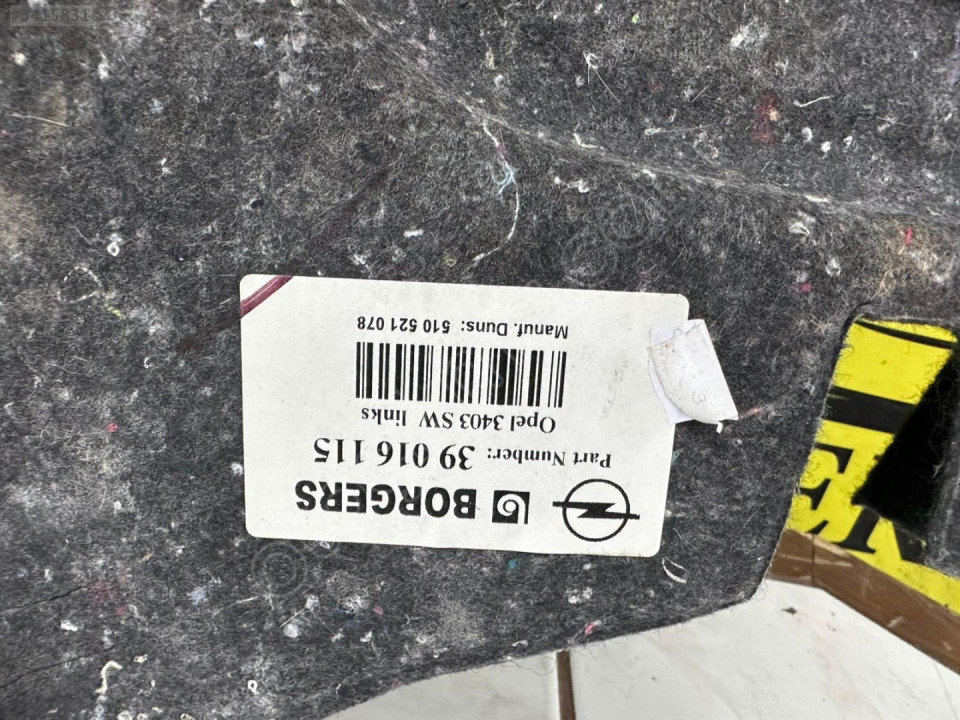 BORGERS
Part Number: 39 016 115
Opel 3403 SW links
Manuf. Duns: 510 521 078